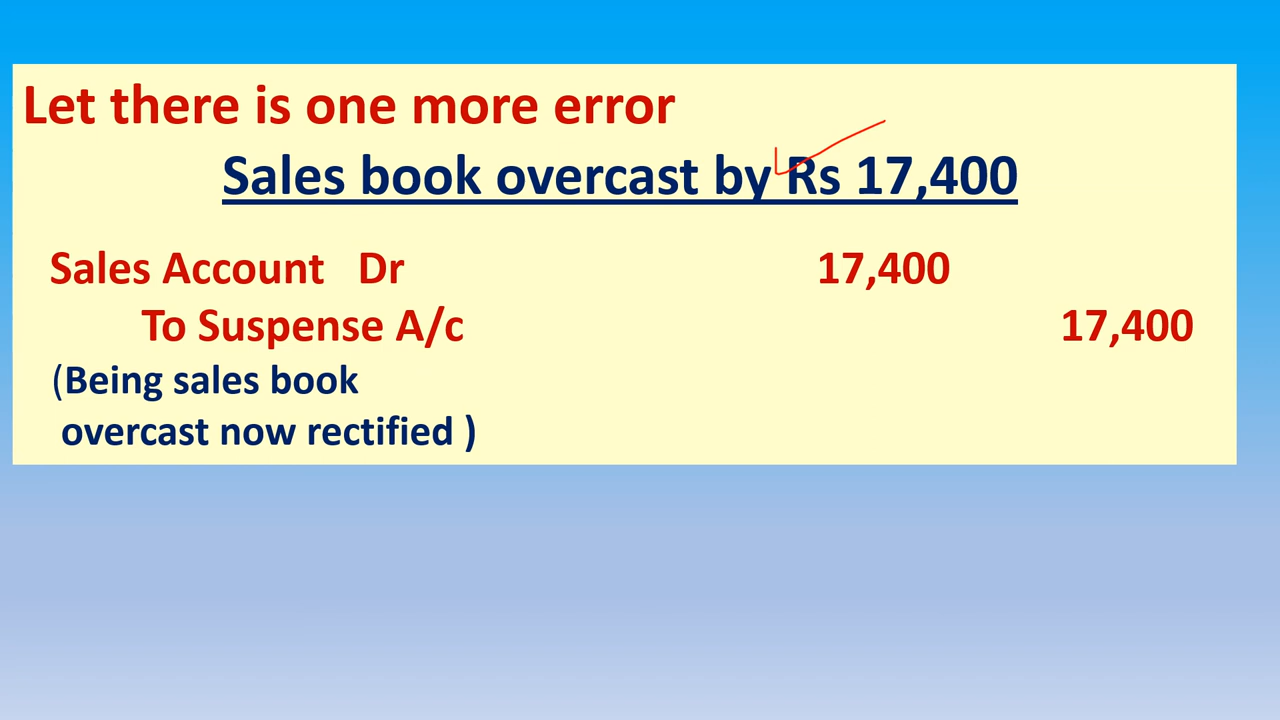 Let there is one more error
Sales book overcast by Rs 17,400
Sales Account Dr 17,400
To Suspense A/c 17,400
(Being sales book
overcast now rectified )